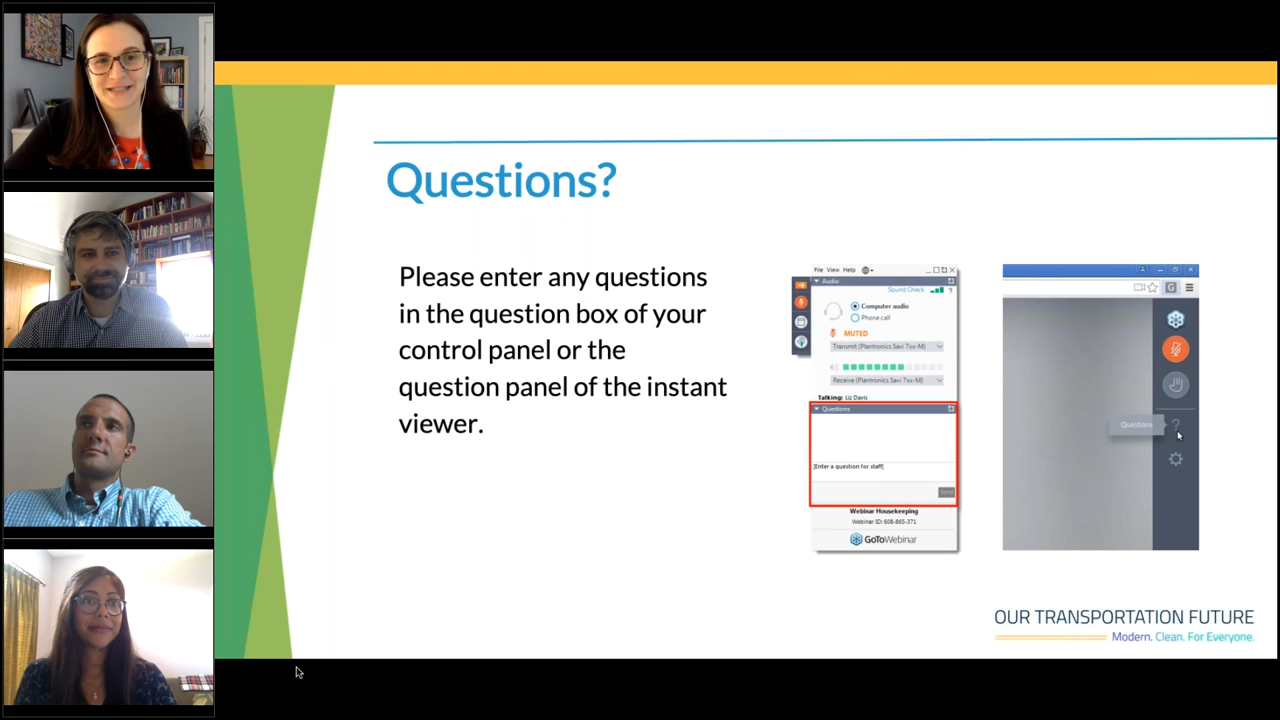 Questions?
Please enter any questions
in the question box of your
control panel or the
question panel of the instant
viewer.
File View Help
Audio
Sound Check
?
Computer audio
Phone call
MUTED
Transmit (Plantronics Savi 7xx-M)
Receive (Plantronics Savi 7xx-M)
Talking: Liz Davis
Questions
[Enter a question for staff]
Send
Webinar Housekeeping
Webinar ID: 608-865-371
GoToWebinar
G
Questions
?
OUR TRANSPORTATION FUTURE
Modern. Clean. For Everyone.